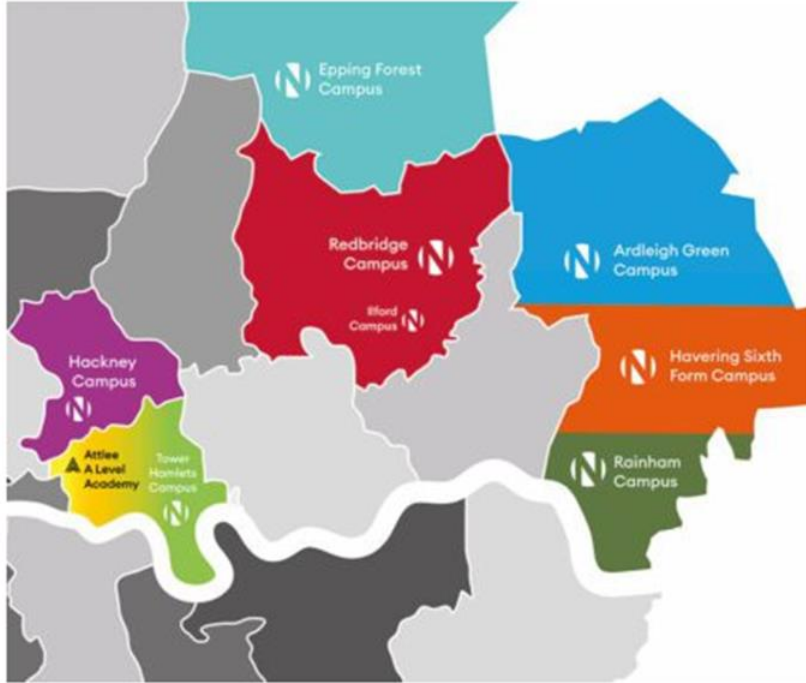 Epping Forest
Campus
Redbridge
Campus
Ilford
Campus
Ardleigh Green
Campus
Hackney
Campus
Havering Sixth
Form Campus
Attlee
A Level
Academy
Tower
Hamlets
Campus
Rainham
Campus